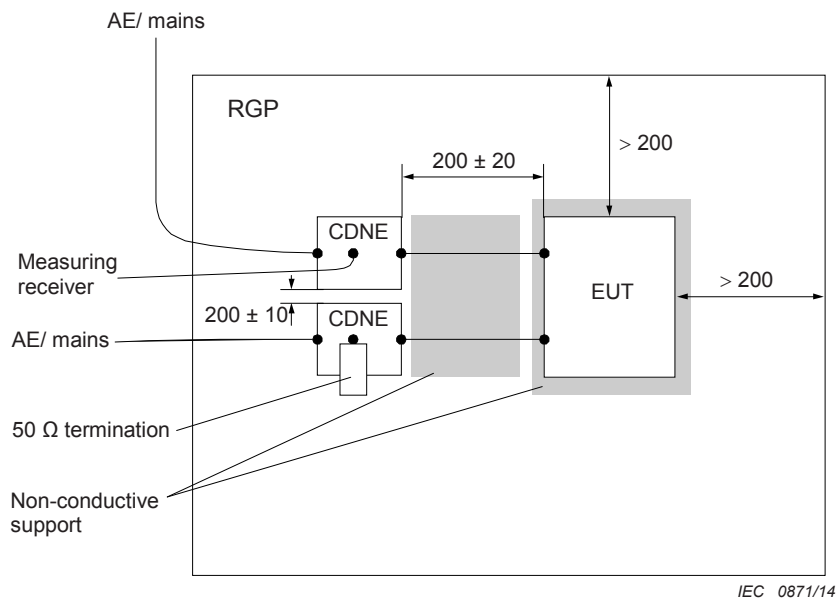 AE/ mains
RGP
> 200
200 ± 20
CDNE
Measuring
receiver
EUT
> 200
200 ± 10
CDNE
AE/ mains
50 Ω termination
Non-conductive
support
IEC 0871/14